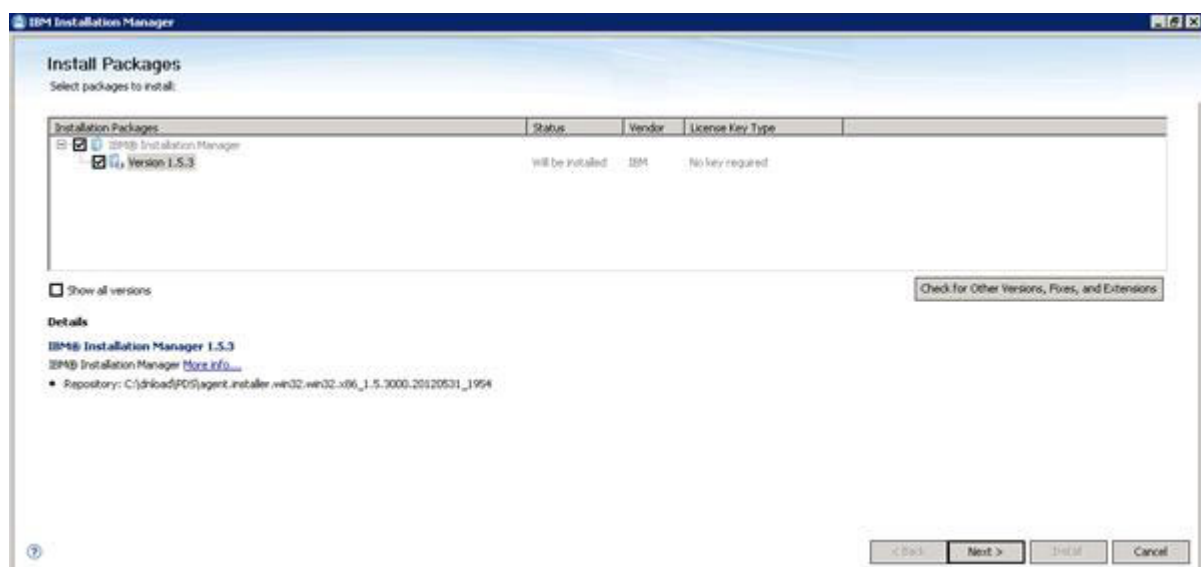 IBM Installation Manager
Install Packages
Select packages to install:
Installation Packages Status Vendor License Key Type
IBM® Installation Manager
Version 1.5.3 Will be installed IBM No key required
Show all versions Check for Other Versions, Fixes, and Extensions
Details
IBM® Installation Manager 1.5.3
IBM® Installation Manager More info...
• Repository: C:\dnload\PDS\agent.installer.win32.win32.x86_1.5.3000.20120531_1954
< Back Next > Install Cancel